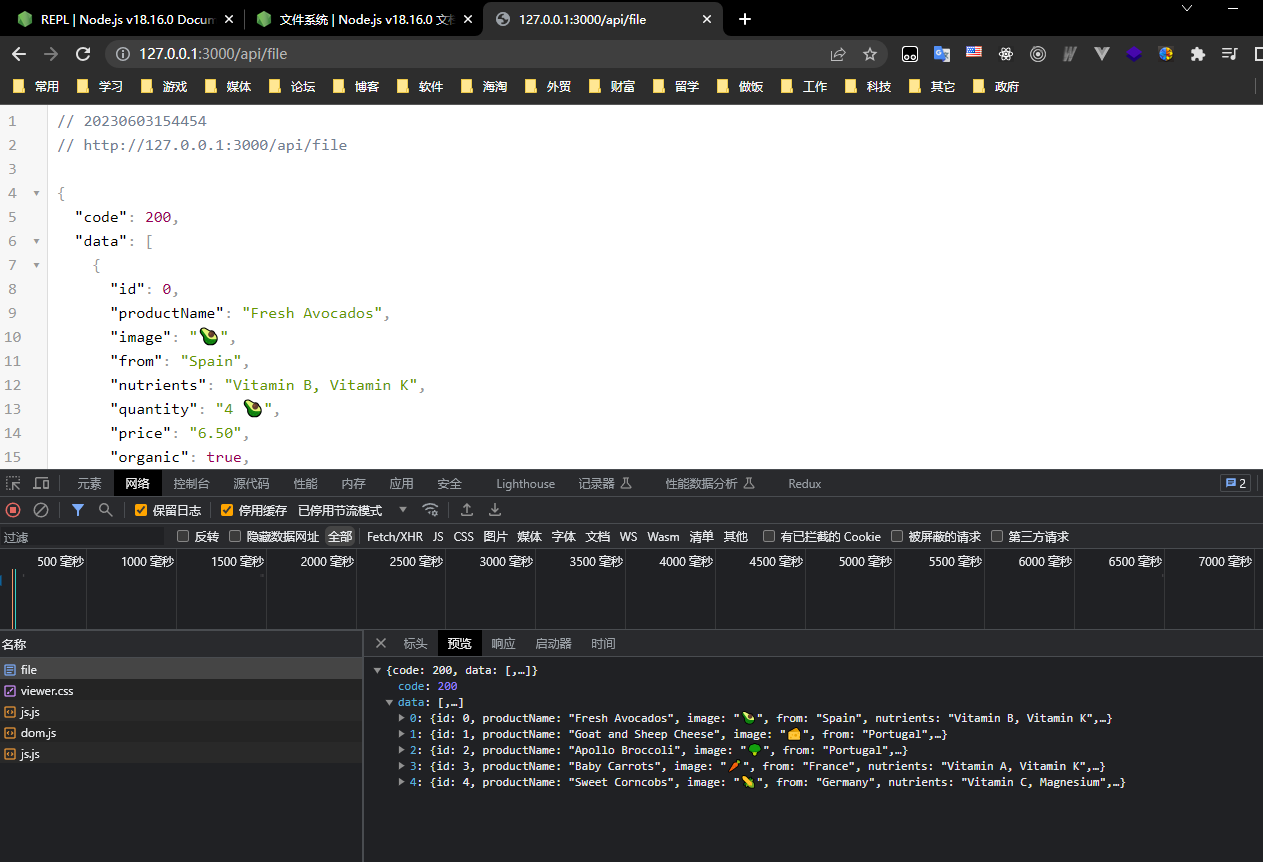 REPL | Node.js v18.16.0 Docum
文件系统 | Node.js v18.16.0 文档
127.0.0.1:3000/api/file
127.0.0.1:3000/api/file
常用 学习 游戏 媒体 论坛 博客 软件 海淘 外贸 财富 留学 做饭 工作 科技 其它 政府
1 // 20230603154454
2 // http://127.0.0.1:3000/api/file
3
4 {
5 "code": 200,
6 "data": [
7 {
8 "id": 0,
9 "productName": "Fresh Avocados",
10 "image": "🥑",
11 "from": "Spain",
12 "nutrients": "Vitamin B, Vitamin K",
13 "quantity": "4 🥑",
14 "price": "6.50",
15 "organic": true,
元素 网络 控制台 源代码 性能 内存 应用 安全 Lighthouse 记录器 性能数据分析 Redux 2
保留日志 停用缓存 已停用节流模式
过滤 反转 隐藏数据网址 全部 Fetch/XHR JS CSS 图片 媒体 字体 文档 WS Wasm 清单 其他 有已拦截的 Cookie 被屏蔽的请求 第三方请求
500 毫秒 1000 毫秒 1500 毫秒 2000 毫秒 2500 毫秒 3000 毫秒 3500 毫秒 4000 毫秒 4500 毫秒 5000 毫秒 5500 毫秒 6000 毫秒 6500 毫秒 7000 毫秒
名称
file
viewer.css
js.js
dom.js
js.js
标头 预览 响应 启动器 时间
{code: 200, data: [,…]}
code: 200
data: [,…]
0: {id: 0, productName: "Fresh Avocados", image: "🥑", from: "Spain", nutrients: "Vitamin B, Vitamin K",…}
1: {id: 1, productName: "Goat and Sheep Cheese", image: "🧀", from: "Portugal",…}
2: {id: 2, productName: "Apollo Broccoli", image: "🥦", from: "Portugal",…}
3: {id: 3, productName: "Baby Carrots", image: "🥕", from: "France", nutrients: "Vitamin A, Vitamin K",…}
4: {id: 4, productName: "Sweet Corncobs", image: "🌽", from: "Germany", nutrients: "Vitamin C, Magnesium",…}